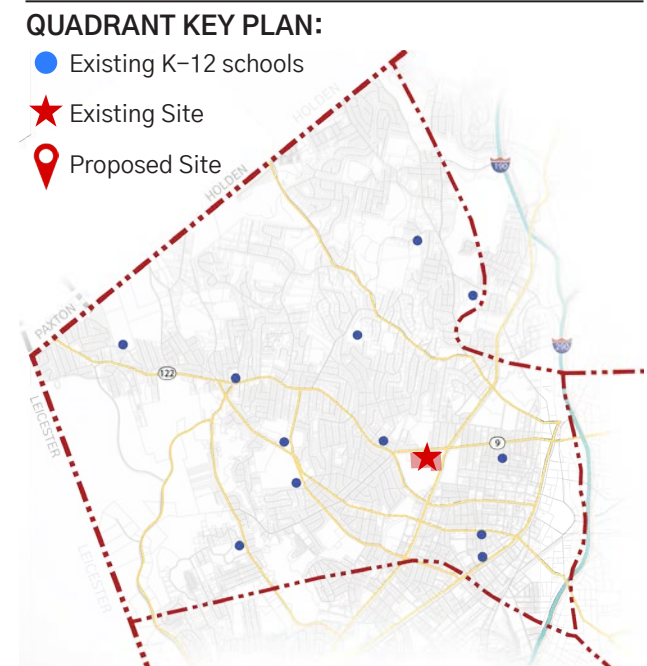 QUADRANT KEY PLAN:
Existing K-12 schools
Existing Site
Proposed Site
HOLDEN
HOLDEN
190
PAXTON
290
122
LEICESTER
9
LEICESTER